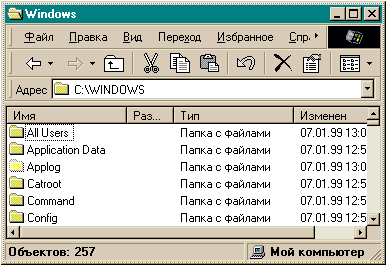 Windows
Файл Правка Вид Переход Избранное Спр
Адрес C:\WINDOWS
Имя Раз... Тип Изменен
All Users Папка с файлами 07.01.99 13:0
Application Data Папка с файлами 07.01.99 12:5
Applog Папка с файлами 07.01.99 13:0
Catroot Папка с файлами 07.01.99 12:5
Command Папка с файлами 07.01.99 12:5
Config Папка с файлами 07.01.99 12:5
Объектов: 257 Мой компьютер